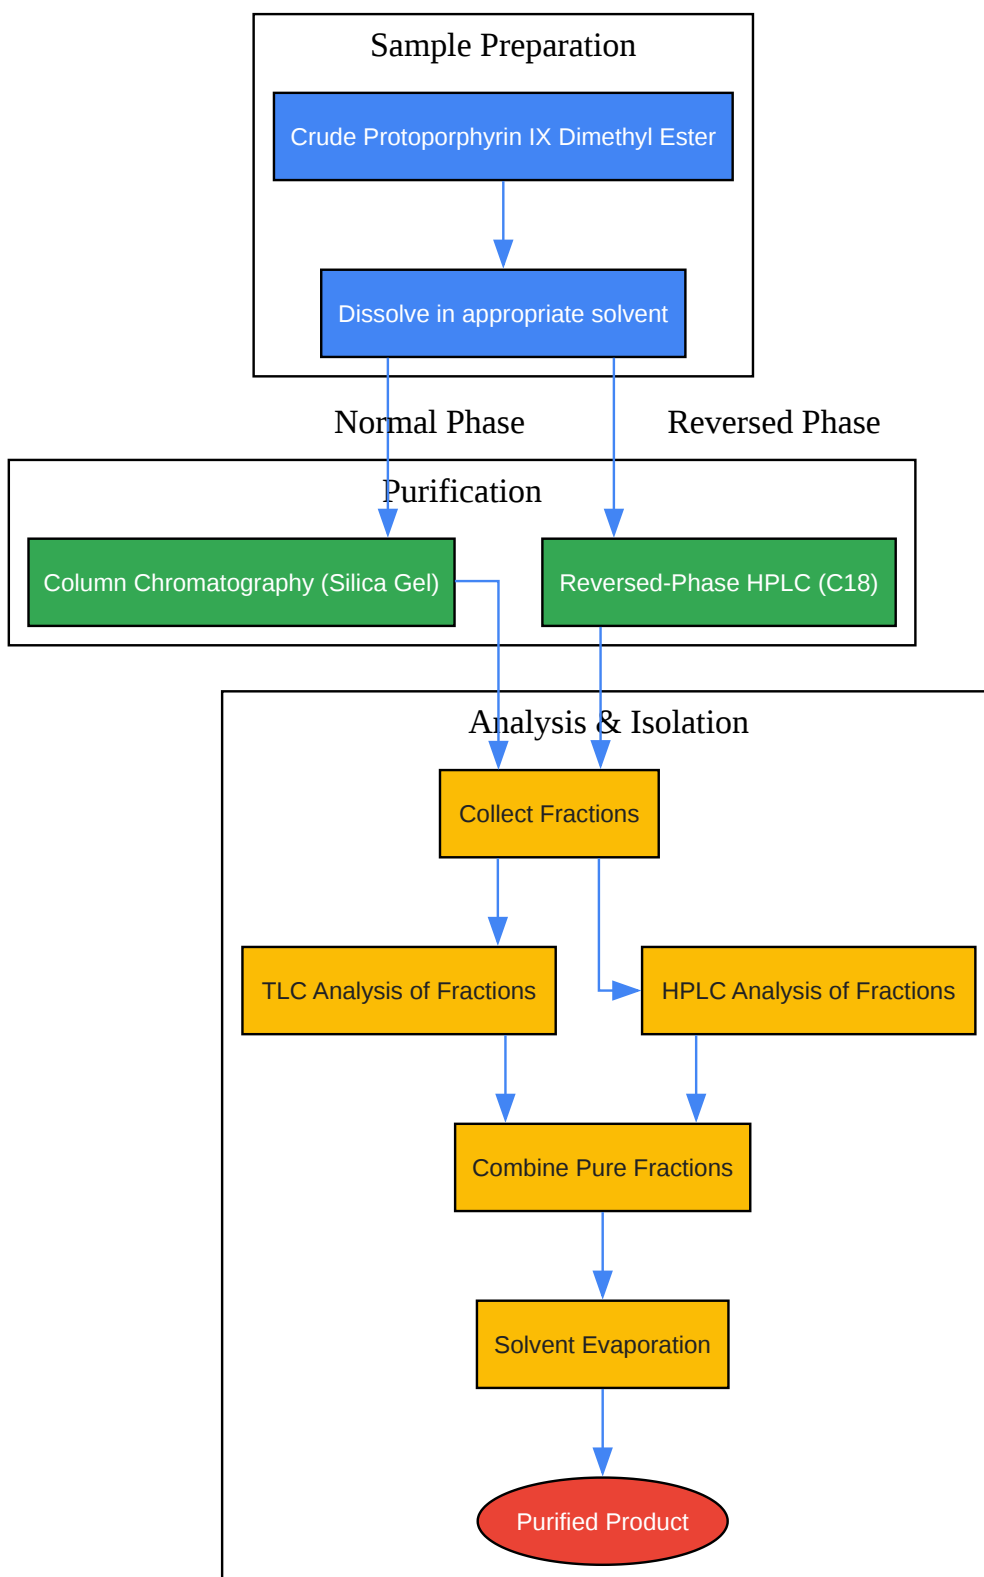 Sample Preparation
Crude Protoporphyrin IX Dimethyl Ester
Dissolve in appropriate solvent
Normal Phase
Reversed Phase
Purification
Column Chromatography (Silica Gel)
Reversed-Phase HPLC (C18)
Analysis & Isolation
Collect Fractions
TLC Analysis of Fractions
HPLC Analysis of Fractions
Combine Pure Fractions
Solvent Evaporation
Purified Product